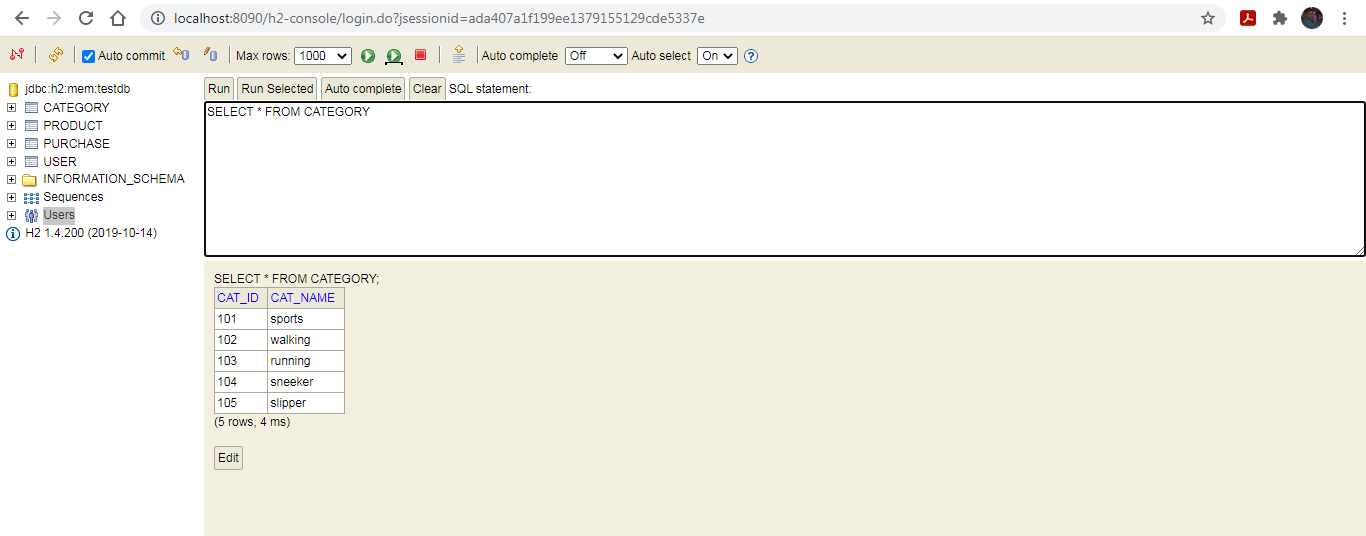 localhost:8090/h2-console/login.do?jsessionid=ada407a1f199ee1379155129cde5337e
Auto commit Max rows: 1000 Auto complete Off Auto select On ?
jdbc:h2:mem:testdb
CATEGORY
PRODUCT
PURCHASE
USER
INFORMATION_SCHEMA
Sequences
Users
H2 1.4.200 (2019-10-14)
Run Run Selected Auto complete Clear SQL statement:
SELECT * FROM CATEGORY
SELECT * FROM CATEGORY;
CAT_ID CAT_NAME
101 sports
102 walking
103 running
104 sneeker
105 slipper
(5 rows, 4 ms)
Edit